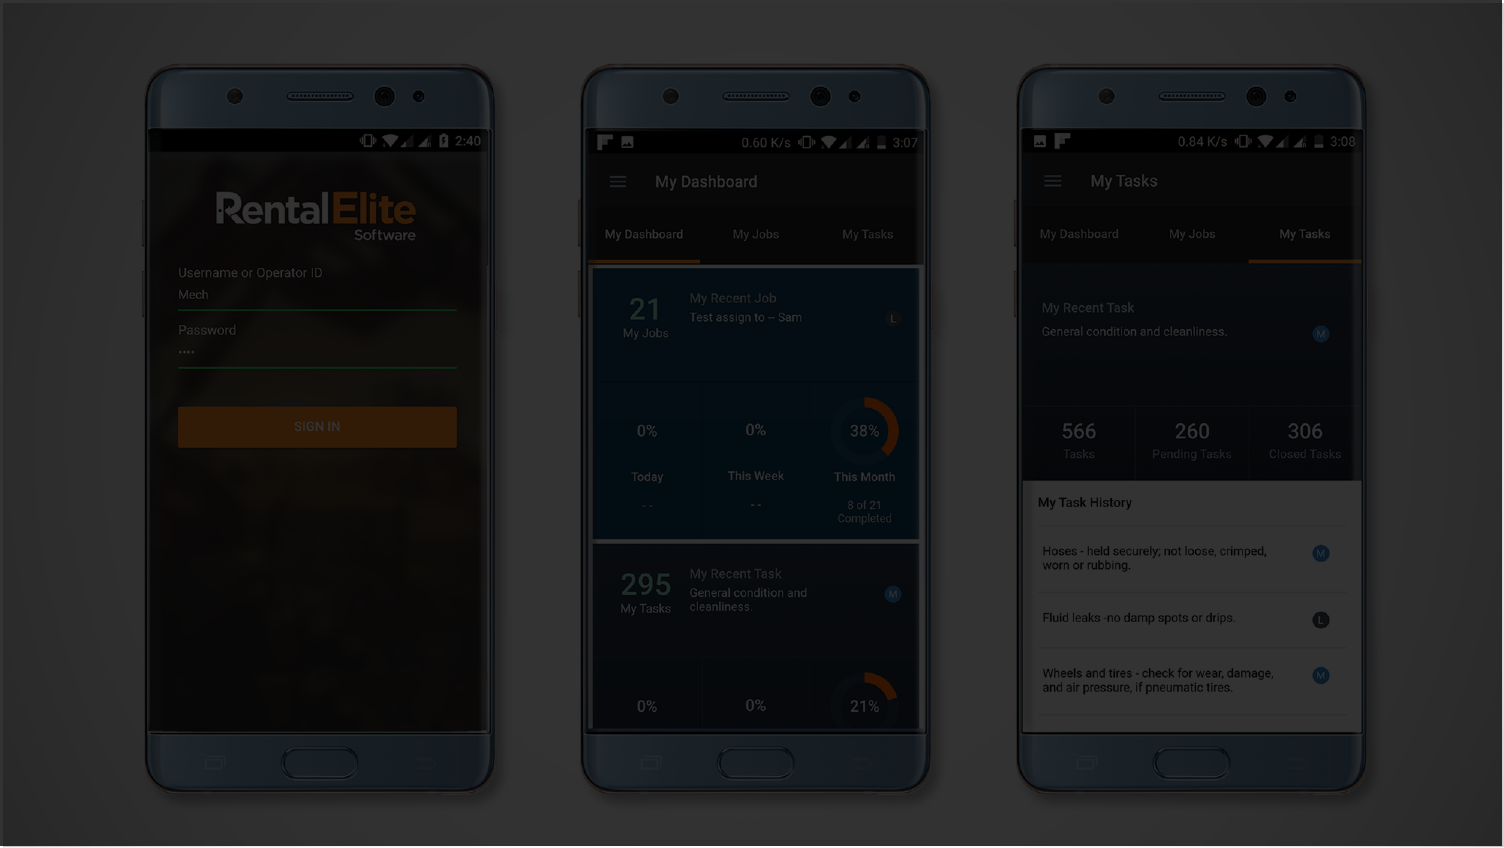 2:40
RentalElite
Software
Username or Operator ID
Mech
Password
....
SIGN IN
0.60 K/s
3:07
My Dashboard
My Dashboard
My Jobs
My Tasks
21
My Jobs
My Recent Job
Test assign to -- Sam
L
0%
0%
38%
Today
This Week
This Month
--
--
8 of 21
Completed
295
My Tasks
My Recent Task
General condition and
cleanliness.
M
0%
0%
21%
0.84 K/s
3:08
My Tasks
My Dashboard
My Jobs
My Tasks
My Recent Task
General condition and cleanliness.
M
566
Tasks
260
Pending Tasks
306
Closed Tasks
My Task History
Hoses - held securely; not loose, crimped,
worn or rubbing.
M
Fluid leaks -no damp spots or drips.
L
Wheels and tires - check for wear, damage,
and air pressure, if pneumatic tires.
M